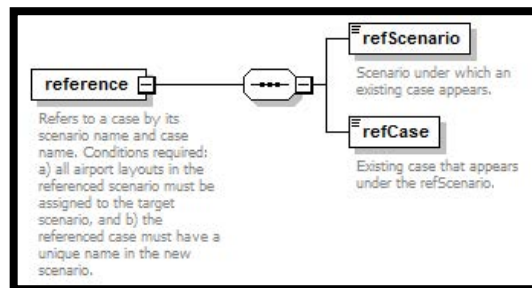 reference
Refers to a case by its
scenario name and case
name. Conditions required:
a) all airport layouts in the
referenced scenario must be
assigned to the target
scenario, and b) the
referenced case must have a
unique name in the new
scenario.
refScenario
Scenario under which an
existing case appears.
refCase
Existing case that appears
under the refScenario.